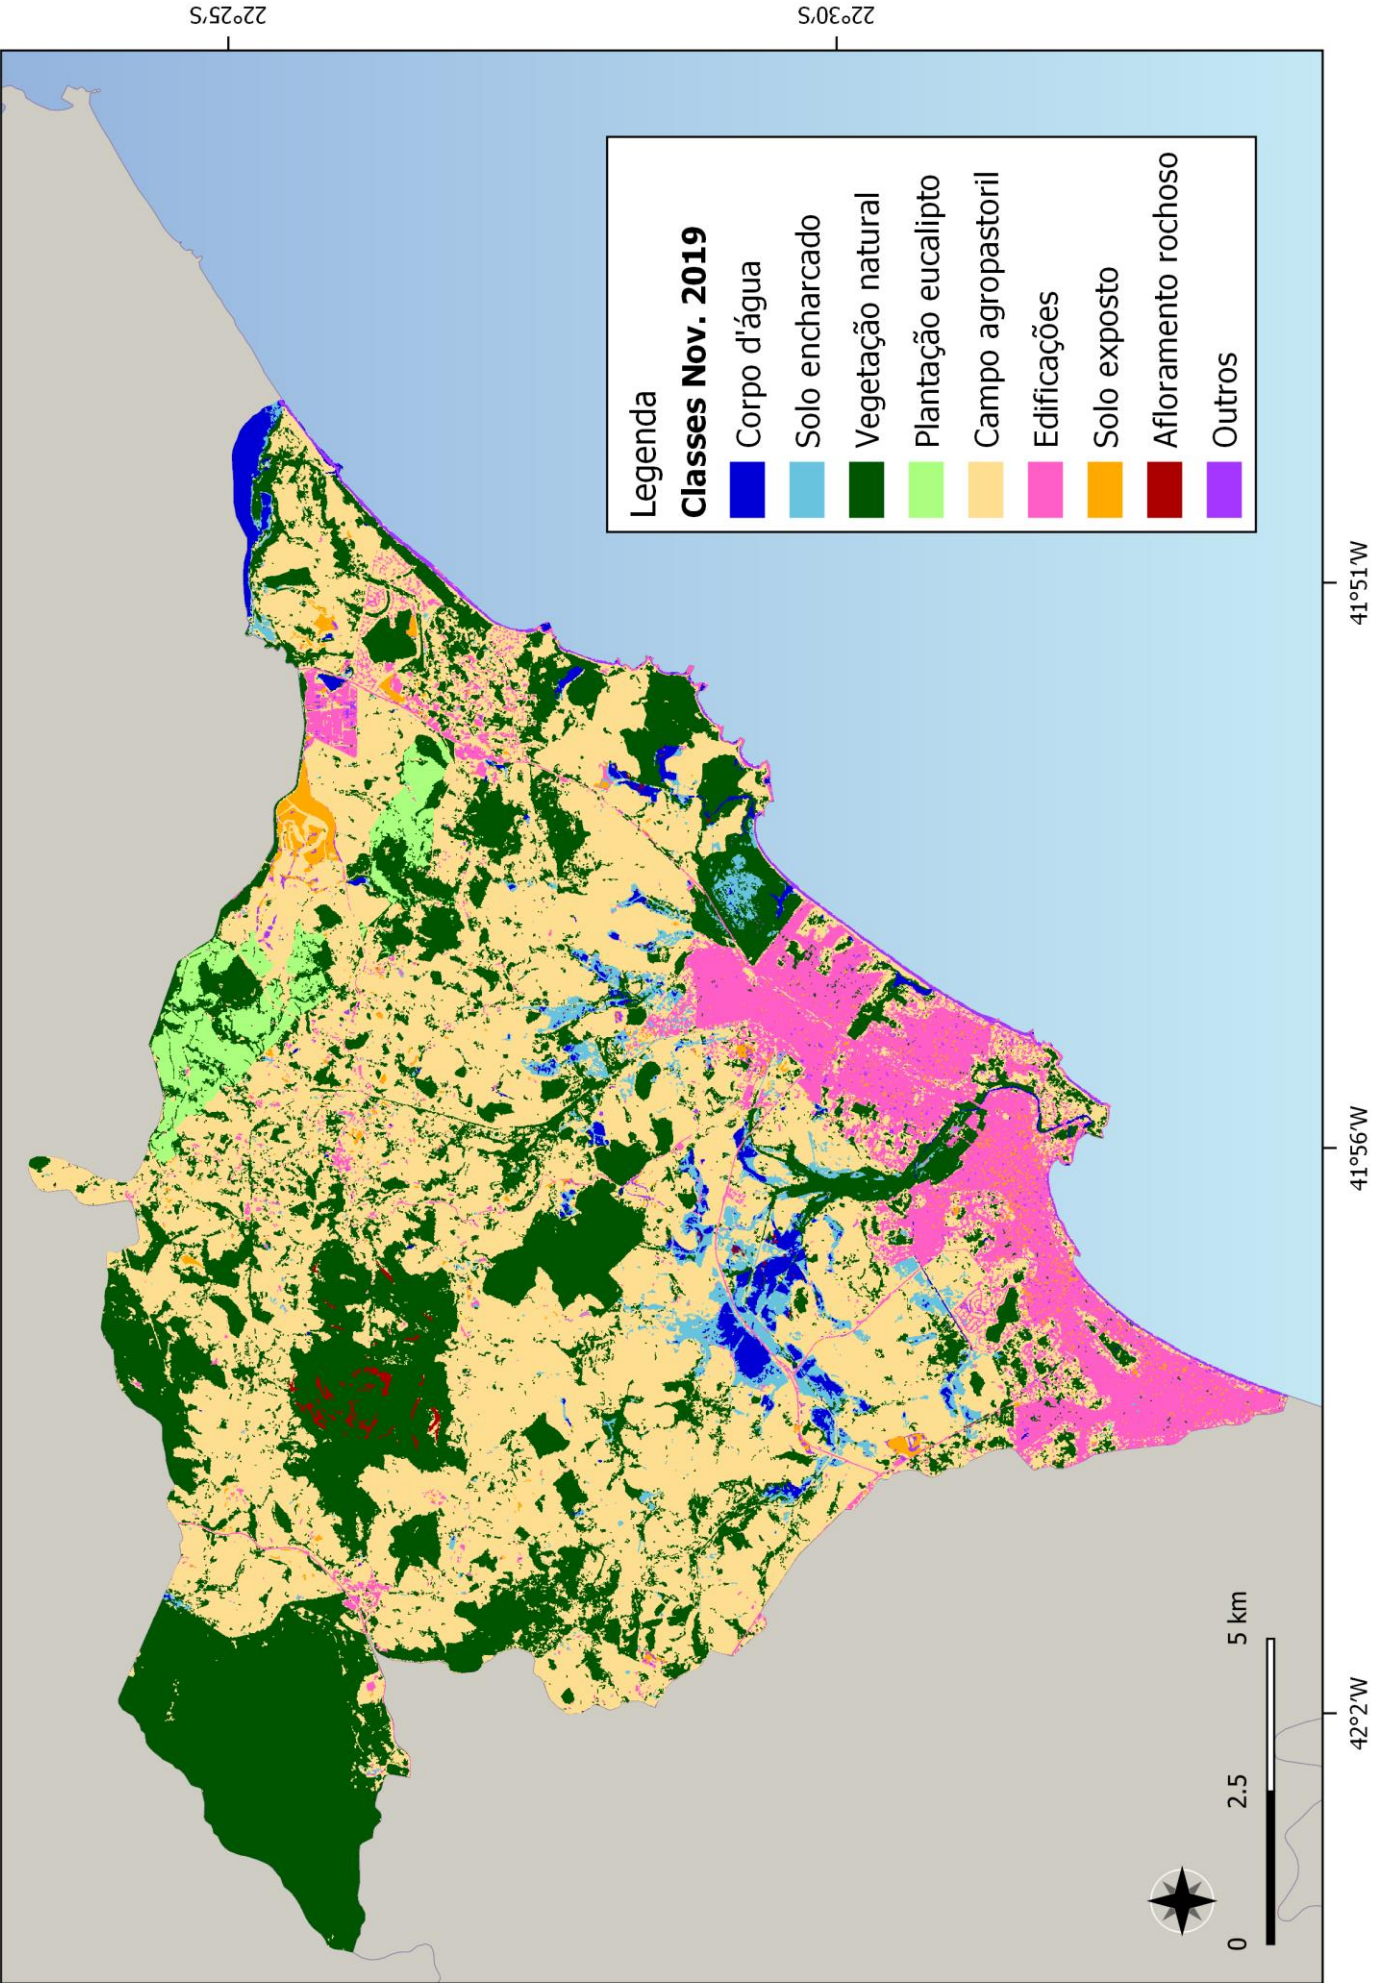 Legenda
Classes Nov. 2019
Corpo d'água
Solo encharcado
Vegetação natural
Plantação eucalipto
Campo agropastoril
Edificações
Solo exposto
Afloramento rochoso
Outros
22°25'S
22°30'S
42°2'W
41°56'W
41°51'W
0 2.5 5 km